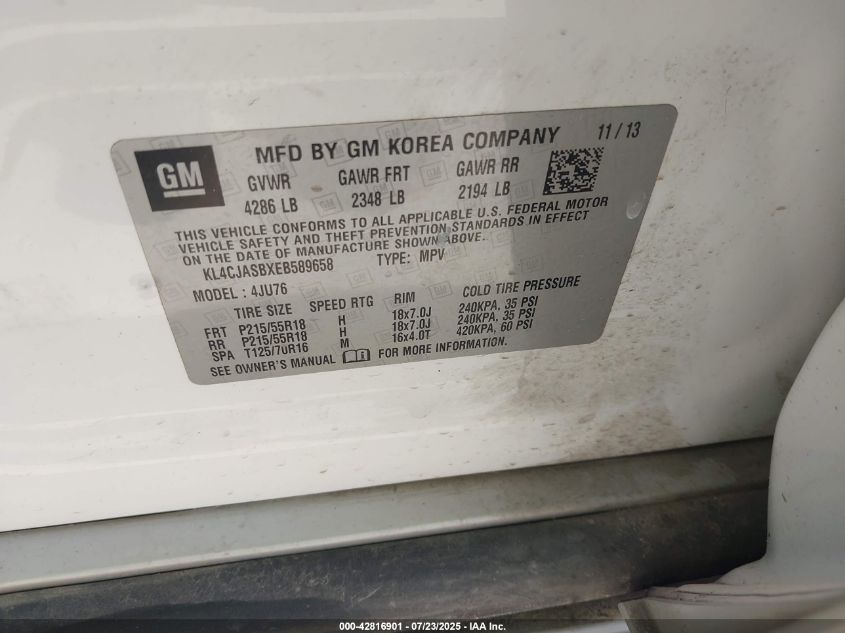 GM
MFD BY GM KOREA COMPANY 11 / 13
GVWR GAWR FRT GAWR RR
4286 LB 2348 LB 2194 LB
THIS VEHICLE CONFORMS TO ALL APPLICABLE U.S. FEDERAL MOTOR
VEHICLE SAFETY AND THEFT PREVENTION STANDARDS IN EFFECT
ON THE DATE OF MANUFACTURE SHOWN ABOVE.
KL4CJASBXEB589658 TYPE: MPV
MODEL : 4JU76
TIRE SIZE SPEED RTG RIM COLD TIRE PRESSURE
FRT P215/55R18 H 18x7.0J 240KPA, 35 PSI
RR P215/55R18 H 18x7.0J 240KPA, 35 PSI
SPA T125/70R16 M 16x4.0T 420KPA, 60 PSI
SEE OWNER'S MANUAL FOR MORE INFORMATION.
000-42816901 - 07/23/2025 - IAA Inc.